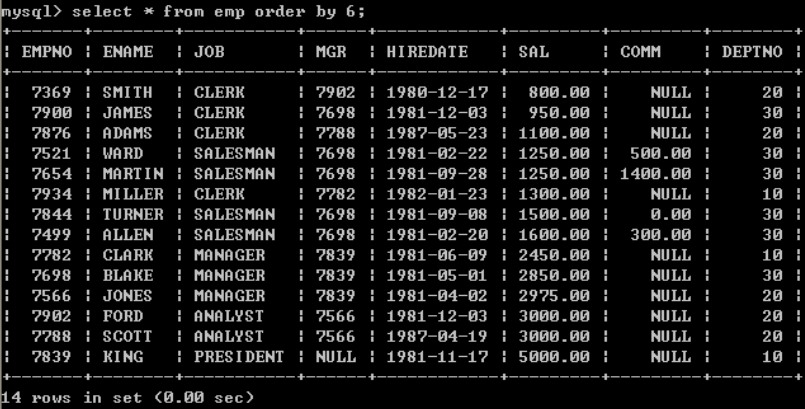 mysql> select * from emp order by 6;
+-------+--------+-----------+------+------------+---------+---------+--------+
| EMPNO | ENAME  | JOB       | MGR  | HIREDATE   | SAL     | COMM    | DEPTNO |
+-------+--------+-----------+------+------------+---------+---------+--------+
|  7369 | SMITH  | CLERK     | 7902 | 1980-12-17 |  800.00 |    NULL |     20 |
|  7900 | JAMES  | CLERK     | 7698 | 1981-12-03 |  950.00 |    NULL |     30 |
|  7876 | ADAMS  | CLERK     | 7788 | 1987-05-23 | 1100.00 |    NULL |     20 |
|  7521 | WARD   | SALESMAN  | 7698 | 1981-02-22 | 1250.00 |  500.00 |     30 |
|  7654 | MARTIN | SALESMAN  | 7698 | 1981-09-28 | 1250.00 | 1400.00 |     30 |
|  7934 | MILLER | CLERK     | 7782 | 1982-01-23 | 1300.00 |    NULL |     10 |
|  7844 | TURNER | SALESMAN  | 7698 | 1981-09-08 | 1500.00 |    0.00 |     30 |
|  7499 | ALLEN  | SALESMAN  | 7698 | 1981-02-20 | 1600.00 |  300.00 |     30 |
|  7782 | CLARK  | MANAGER   | 7839 | 1981-06-09 | 2450.00 |    NULL |     10 |
|  7698 | BLAKE  | MANAGER   | 7839 | 1981-05-01 | 2850.00 |    NULL |     30 |
|  7566 | JONES  | MANAGER   | 7839 | 1981-04-02 | 2975.00 |    NULL |     20 |
|  7902 | FORD   | ANALYST   | 7566 | 1981-12-03 | 3000.00 |    NULL |     20 |
|  7788 | SCOTT  | ANALYST   | 7566 | 1987-04-19 | 3000.00 |    NULL |     20 |
|  7839 | KING   | PRESIDENT | NULL | 1981-11-17 | 5000.00 |    NULL |     10 |
+-------+--------+-----------+------+------------+---------+---------+--------+
14 rows in set (0.00 sec)